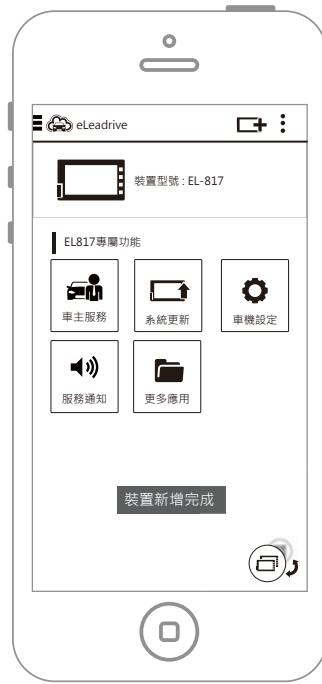 eLeadrive
裝置型號 : EL-817
EL817專屬功能
車主服務
系統更新
車機設定
服務通知
更多應用
裝置新增完成